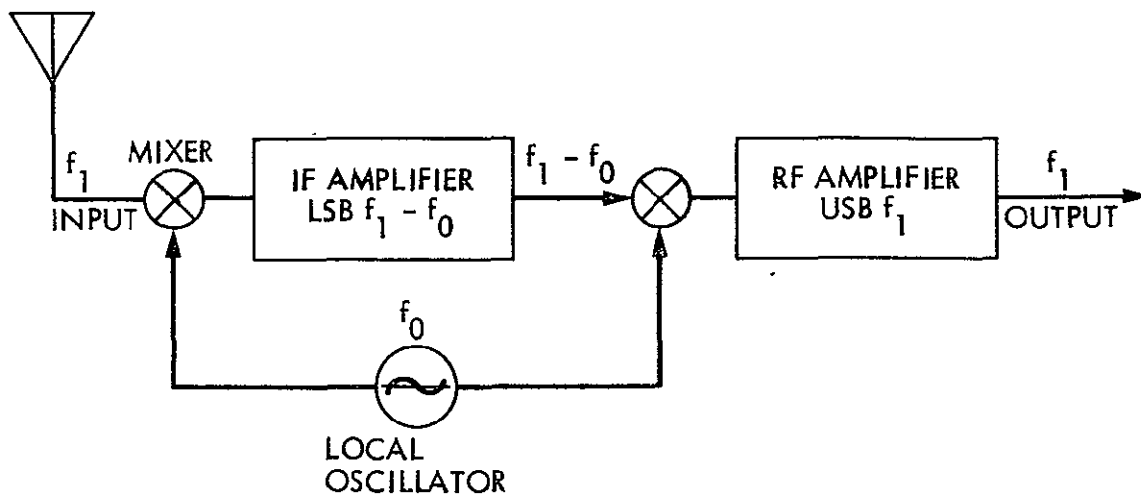 MIXER
f₁
INPUT
IF AMPLIFIER
LSB f₁ - f₀
f₁ - f₀
RF AMPLIFIER
USB f₁
f₁
OUTPUT
f₀
LOCAL
OSCILLATOR